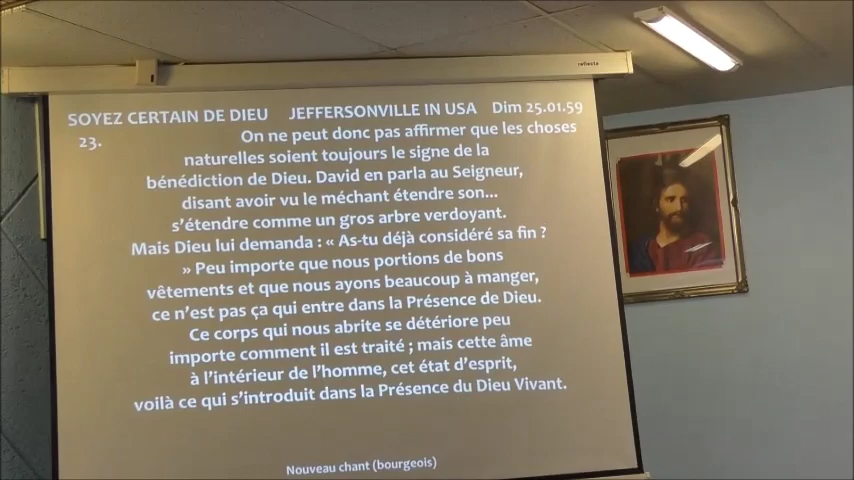 reflecta
SOYEZ CERTAIN DE DIEU JEFFERSONVILLE IN USA Dim 25.01.59
23. On ne peut donc pas affirmer que les choses
naturelles soient toujours le signe de la
bénédiction de Dieu. David en parla au Seigneur,
disant avoir vu le méchant étendre son...
s'étendre comme un gros arbre verdoyant.
Mais Dieu lui demanda : « As-tu déjà considéré sa fin ?
» Peu importe que nous portions de bons
vêtements et que nous ayons beaucoup à manger,
ce n'est pas ça qui entre dans la Présence de Dieu.
Ce corps qui nous abrite se détériore peu
importe comment il est traité ; mais cette âme
à l'intérieur de l'homme, cet état d'esprit,
voilà ce qui s'introduit dans la Présence du Dieu Vivant.
Nouveau chant (bourgeois)